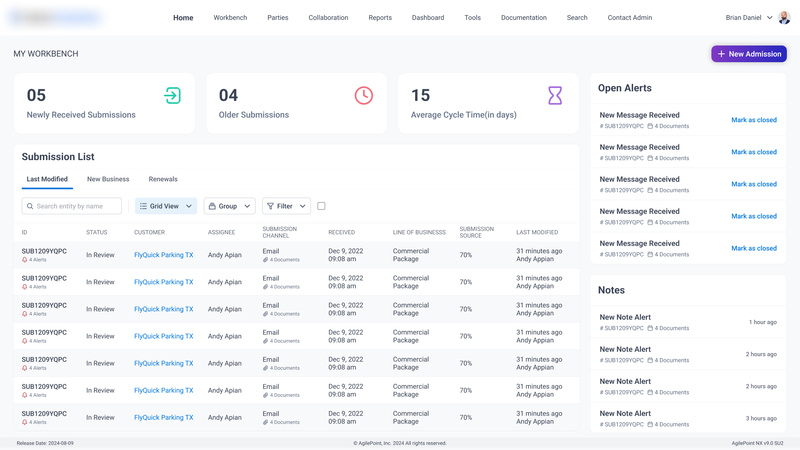 Home Workbench Parties Collaboration Reports Dashboard Tools Documentation Search Contact Admin Brian Daniel
MY WORKBENCH
+ New Admission
05
Newly Received Submissions
04
Older Submissions
15
Average Cycle Time(in days)
Submission List
Last Modified New Business Renewals
Search entity by name Grid View Group Filter
ID STATUS CUSTOMER ASSIGNEE SUBMISSION CHANNEL RECEIVED LINE OF BUSINESSS SUBMISSION SOURCE LAST MODIFIED
SUB1209YQPC In Review FlyQuick Parking TX Andy Apian Email Dec 9, 2022 Commercial 70% 31 minutes ago
4 Alerts 4 Documents 09:08 am Package Andy Appian
SUB1209YQPC In Review FlyQuick Parking TX Andy Apian Email Dec 9, 2022 Commercial 70% 31 minutes ago
4 Alerts 4 Documents 09:08 am Package Andy Appian
SUB1209YQPC In Review FlyQuick Parking TX Andy Apian Email Dec 9, 2022 Commercial 70% 31 minutes ago
4 Alerts 4 Documents 09:08 am Package Andy Appian
SUB1209YQPC In Review FlyQuick Parking TX Andy Apian Email Dec 9, 2022 Commercial 70% 31 minutes ago
4 Alerts 4 Documents 09:08 am Package Andy Appian
SUB1209YQPC In Review FlyQuick Parking TX Andy Apian Email Dec 9, 2022 Commercial 70% 31 minutes ago
4 Alerts 4 Documents 09:08 am Package Andy Appian
SUB1209YQPC In Review FlyQuick Parking TX Andy Apian Email Dec 9, 2022 Commercial 70% 31 minutes ago
4 Alerts 4 Documents 09:08 am Package Andy Appian
SUB1209YQPC In Review FlyQuick Parking TX Andy Apian Email Dec 9, 2022 Commercial 70% 31 minutes ago
4 Alerts 4 Documents 09:08 am Package Andy Appian
Open Alerts
New Message Received
# SUB1209YQPC 4 Documents Mark as closed
New Message Received
# SUB1209YQPC 4 Documents Mark as closed
New Message Received
# SUB1209YQPC 4 Documents Mark as closed
New Message Received
# SUB1209YQPC 4 Documents Mark as closed
New Message Received
# SUB1209YQPC 4 Documents Mark as closed
Notes
New Note Alert
# SUB1209YQPC 4 Documents 1 hour ago
New Note Alert
# SUB1209YQPC 4 Documents 2 hours ago
New Note Alert
# SUB1209YQPC 4 Documents 2 hours ago
New Note Alert
# SUB1209YQPC 4 Documents 3 hours ago
Release Date: 2024-08-09 © AgilePoint, Inc. 2024 All rights reserved. AgilePoint NX v9.0 SU2